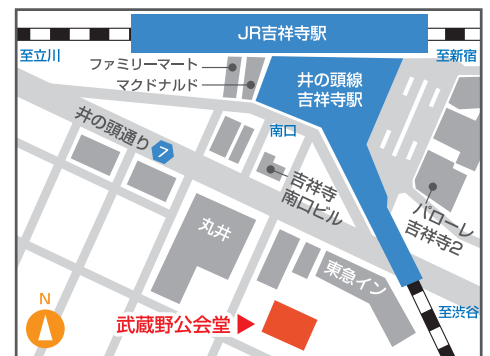 JR吉祥寺駅
至立川
至新宿
ファミリーマート
マクドナルド
井の頭線
吉祥寺駅
南口
井の頭通り
7
吉祥寺
南口ビル
パローレ
吉祥寺2
丸井
東急イン
至渋谷
N
武蔵野公会堂